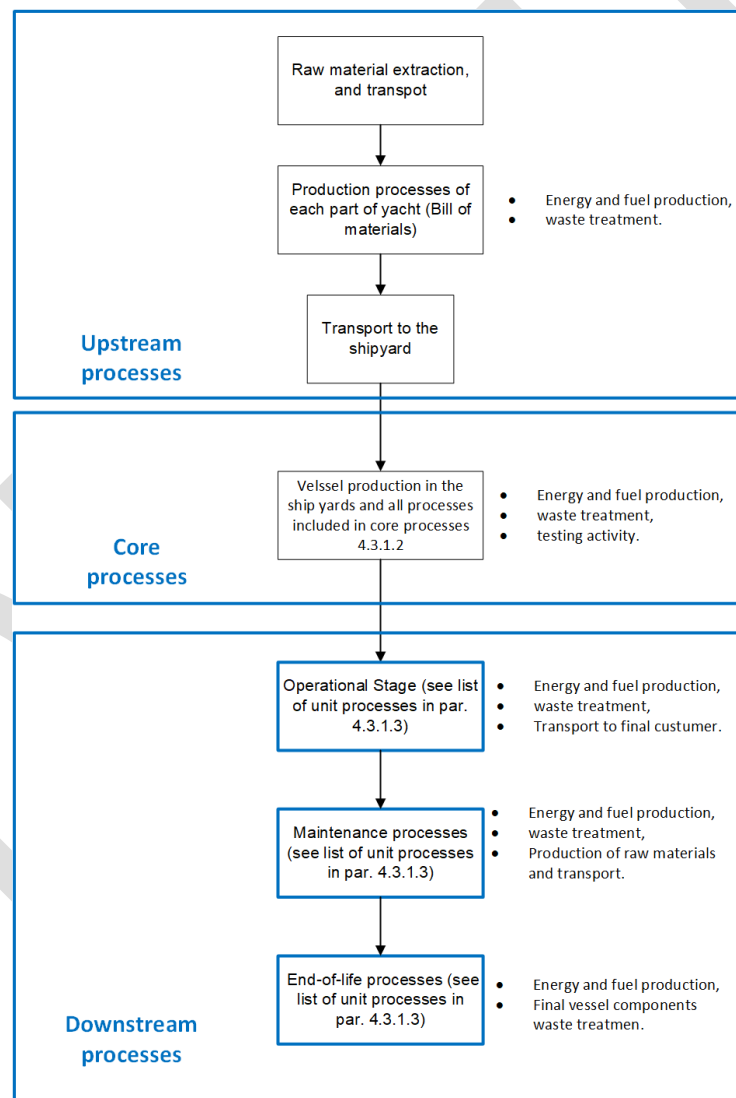 Raw material extraction,
and transpot
Production processes of
each part of yacht (Bill of
materials)
• Energy and fuel production,
• waste treatment.
Transport to the
shipyard
Upstream
processes
Velssel production in the
ship yards and all processes
included in core processes
4.3.1.2
• Energy and fuel production,
• waste treatment,
• testing activity.
Core
processes
Operational Stage (see list
of unit processes in par.
4.3.1.3)
• Energy and fuel production,
• waste treatment,
• Transport to final custumer.
Maintenance processes
(see list of unit processes
in par. 4.3.1.3)
• Energy and fuel production,
• waste treatment,
• Production of raw materials
and transport.
End-of-life processes (see
list of unit processes in
par. 4.3.1.3)
• Energy and fuel production,
• Final vessel components
waste treatmen.
Downstream
processes